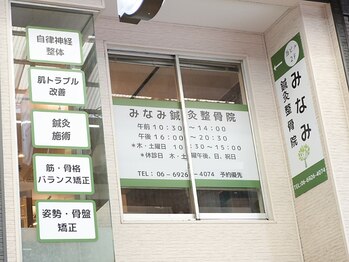 自律神経
整体
肌トラブル
改善
鍼灸
施術
筋・骨格
バランス矯正
姿勢・骨盤
矯正
みなみ鍼灸整骨院
午前 10:30～14:00
午後 16:00～20:30
*木・土曜日 10:30～15:00
*休診日 木・土曜午後、日、祝日
TEL:06-6926-4074 予約優先
みなみ
鍼灸整骨院
TEL:06-6926-4074